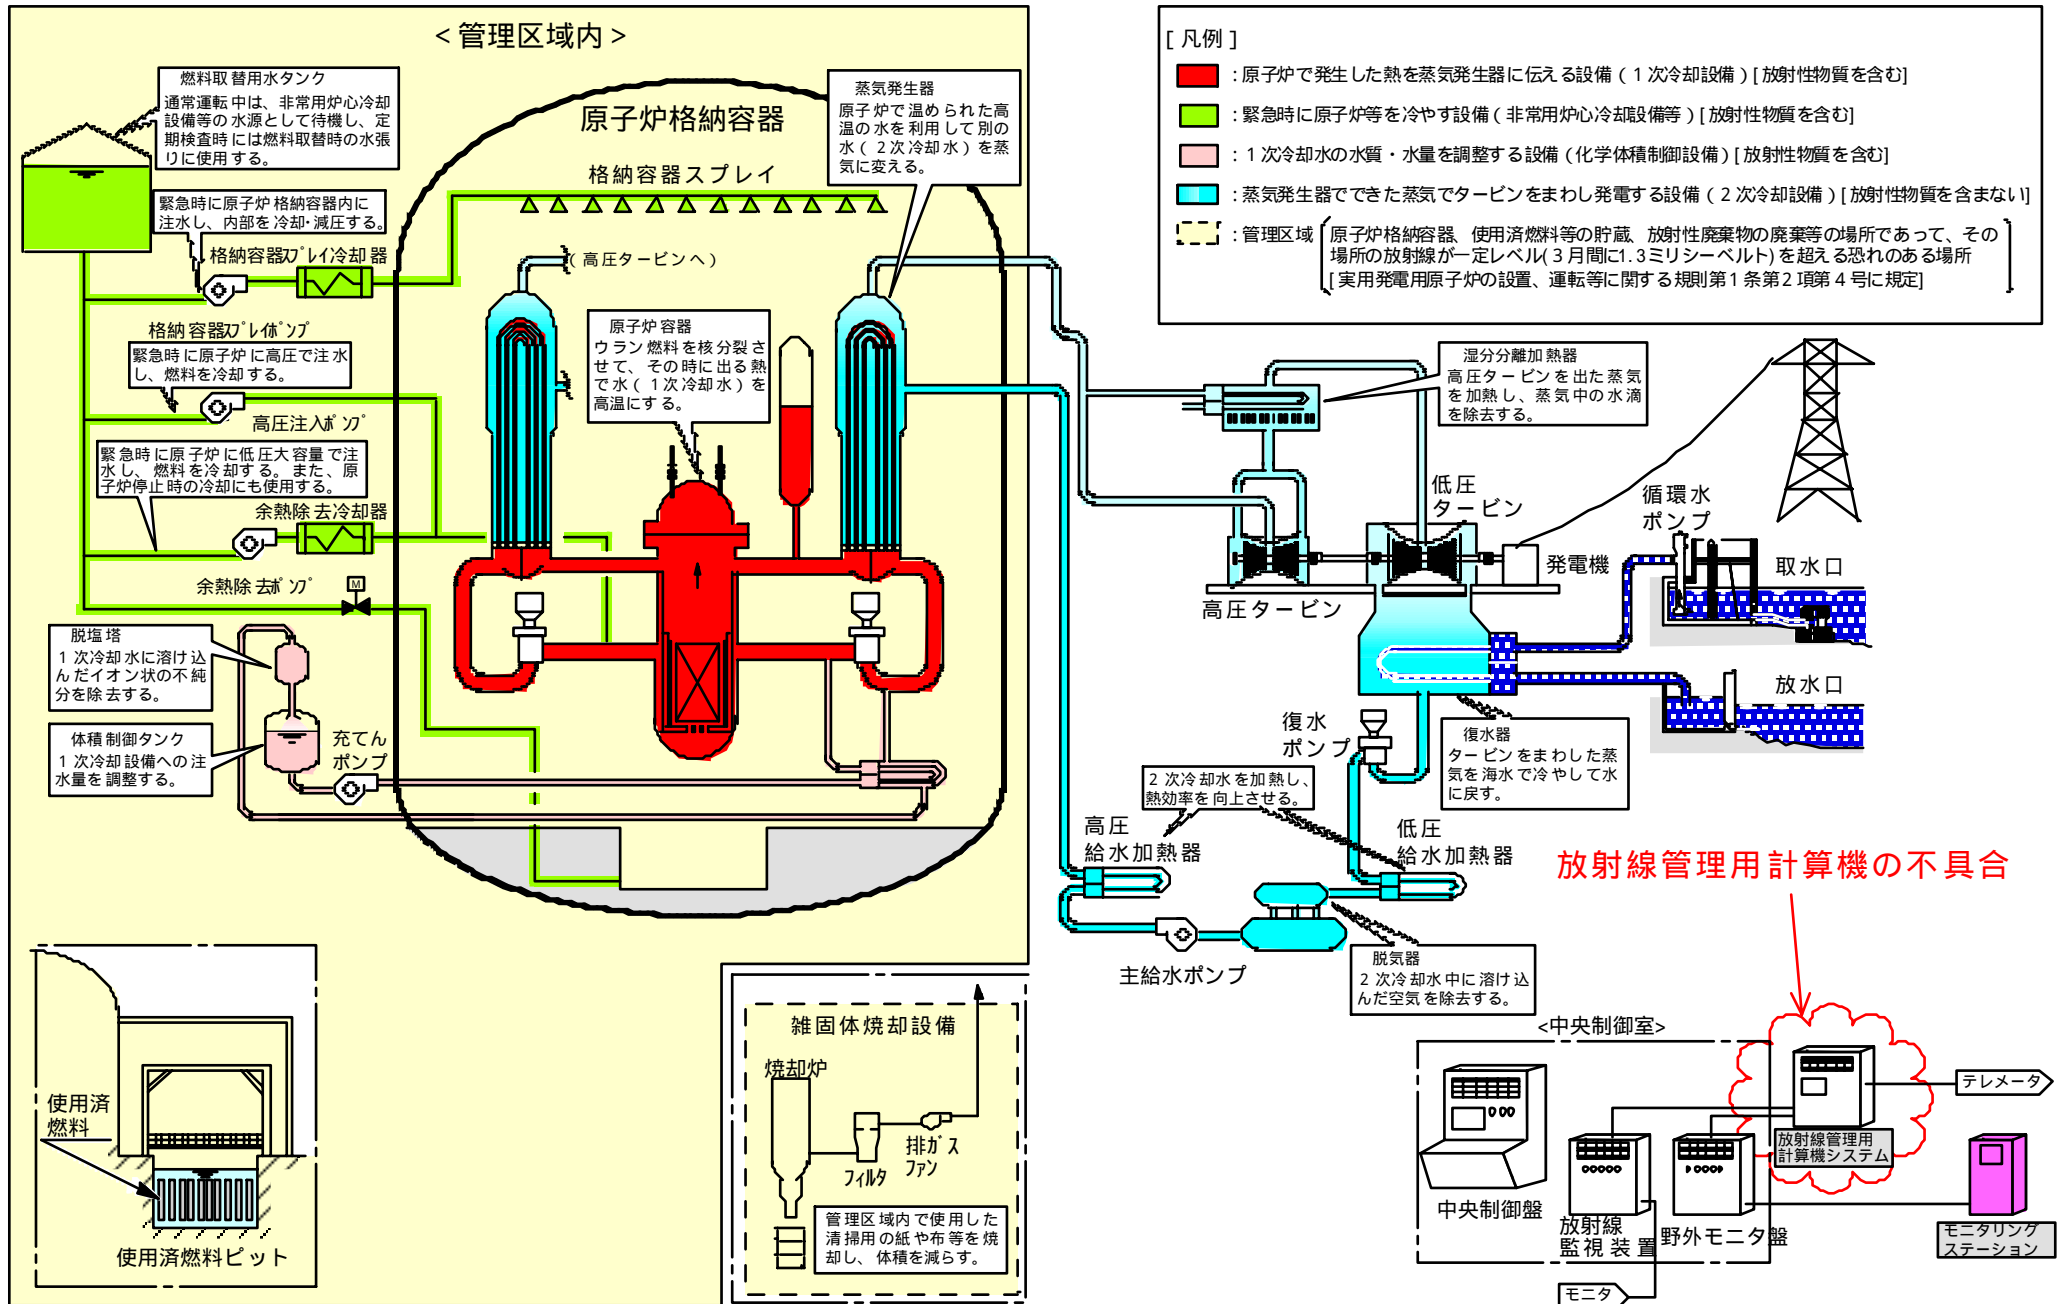 ＜管理区域内＞
燃料取替用水タンク
通常運転中は、非常用炉心冷却
設備等の水源として待機し、定
期検査時には燃料取替時の水張
りに使用する。
緊急時に原子炉格納容器内に
注水し、内部を冷却・減圧する。
格納容器ｽﾌﾟﾚｲ冷却器
格納容器ｽﾌﾟﾚｲﾎﾟﾝﾌﾟ
緊急時に原子炉に高圧で注水
し、燃料を冷却する。
高圧注入ﾎﾟﾝﾌﾟ
緊急時に原子炉に低圧大容量で注
水し、燃料を冷却する。また、原
子炉停止時の冷却にも使用する。
余熱除去冷却器
余熱除去ﾎﾟﾝﾌﾟ
M
脱塩塔
１次冷却水に溶け込
んだイオン状の不純
分を除去する。
体積制御タンク
１次冷却設備への注
水量を調整する。
充てん
ポンプ
原子炉格納容器
格納容器スプレイ
蒸気発生器
原子炉で温められた高
温の水を利用して別の
水（２次冷却水）を蒸
気に変える。
（高圧タービンへ）
原子炉容器
ウラン燃料を核分裂さ
せて、その時に出る熱
で水（１次冷却水）を
高温にする。
[凡例]
：原子炉で発生した熱を蒸気発生器に伝える設備（１次冷却設備）[放射性物質を含む]
：緊急時に原子炉等を冷やす設備（非常用炉心冷却設備等）[放射性物質を含む]
：１次冷却水の水質・水量を調整する設備（化学体積制御設備）[放射性物質を含む]
：蒸気発生器でできた蒸気でタービンをまわし発電する設備（２次冷却設備）[放射性物質を含まない]
：管理区域
原子炉格納容器、使用済燃料等の貯蔵、放射性廃棄物の廃棄等の場所であって、その
場所の放射線が一定レベル(３月間に1.3ミリシーベルト)を超える恐れのある場所
[実用発電用原子炉の設置、運転等に関する規則第１条第２項第４号に規定]
湿分分離加熱器
高圧タービンを出た蒸気
を加熱し、蒸気中の水滴
を除去する。
低圧
タービン
高圧タービン
発電機
循環水
ポンプ
取水口
放水口
復水
ポンプ
復水器
タービンをまわした蒸
気を海水で冷やして水
に戻す。
２次冷却水を加熱し、
熱効率を向上させる。
高圧
給水加熱器
低圧
給水加熱器
主給水ポンプ
脱気器
２次冷却水中に溶け込
んだ空気を除去する。
放射線管理用計算機の不具合
<中央制御室>
中央制御盤
放射線
監視装置
野外モニタ盤
放射線管理用
計算機システム
テレメータ
モニタリング
ステーション
モニタ
使用済
燃料
使用済燃料ピット
雑固体焼却設備
焼却炉
ﾌｨﾙﾀ
排ｶﾞｽ
ﾌｧﾝ
管理区域内で使用した
清掃用の紙や布等を焼
却し、体積を減らす。